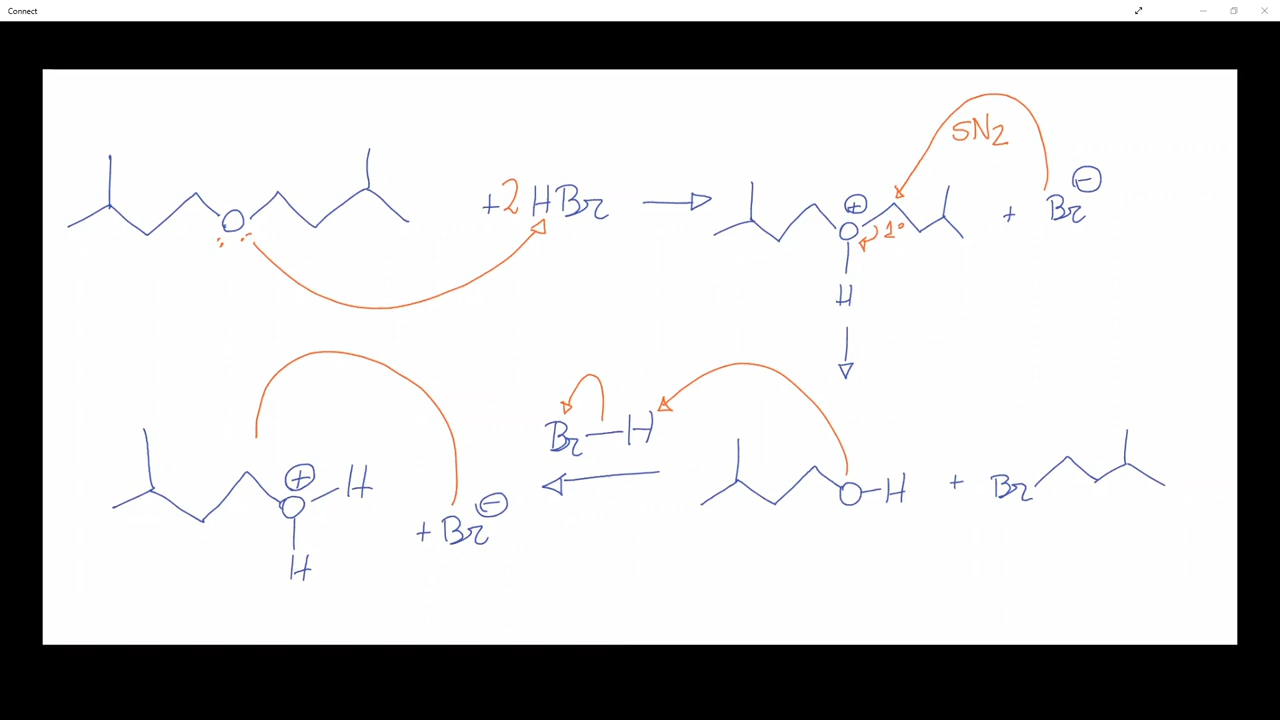 Connect
O + 2 HBr → ⊕ O 1° H + Br ⊖
SN2
Br—H
⊕ O H H + Br ⊖
O—H + Br